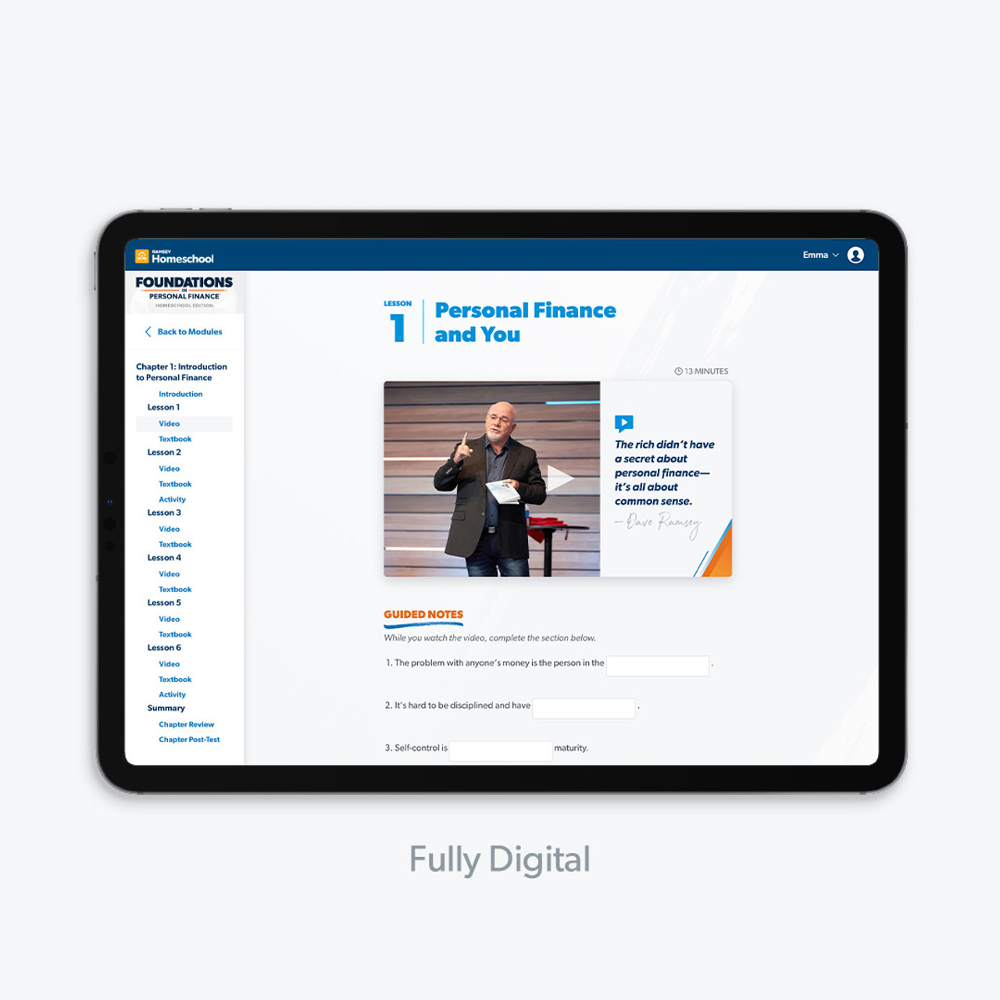 RAMSEY
Homeschool
Emma
FOUNDATIONS
IN
PERSONAL FINANCE
HOMESCHOOL EDITION
Back to Modules
Chapter 1: Introduction
to Personal Finance
Introduction
Lesson 1
Video
Textbook
Lesson 2
Video
Textbook
Activity
Lesson 3
Video
Textbook
Lesson 4
Video
Textbook
Lesson 5
Video
Textbook
Lesson 6
Video
Textbook
Activity
Summary
Chapter Review
Chapter Post-Test
LESSON
1
Personal Finance
and You
13 MINUTES
The rich didn’t have
a secret about
personal finance—
it’s all about
common sense.
— Dave Ramsey
GUIDED NOTES
While you watch the video, complete the section below.
1. The problem with anyone’s money is the person in the .
2. It’s hard to be disciplined and have .
3. Self-control is maturity.
Fully Digital